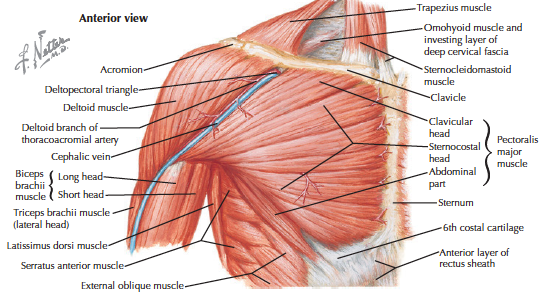 Anterior view
F. Netter
M.D.
Acromion
Deltopectoral triangle
Deltoid muscle
Deltoid branch of
thoracoacromial artery
Cephalic vein
Biceps
brachii
muscle
Long head
Short head
Triceps brachii muscle
(lateral head)
Latissimus dorsi muscle
Serratus anterior muscle
External oblique muscle
Trapezius muscle
Omohyoid muscle and
investing layer of
deep cervical fascia
Sternocleidomastoid
muscle
Clavicle
Clavicular
head
Sternocostal
head
Abdominal
part
Pectoralis
major
muscle
Sternum
6th costal cartilage
Anterior layer of
rectus sheath